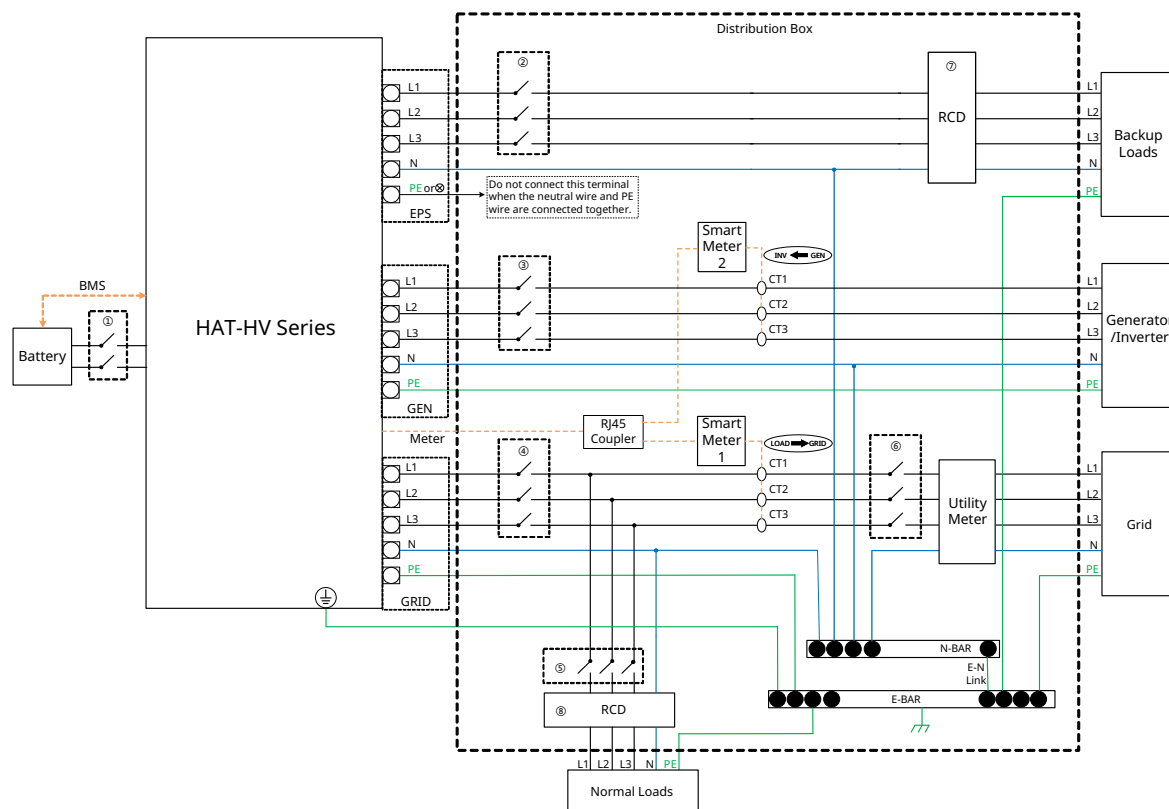 Distribution Box
HAT-HV Series
BMS
Battery
①
②
⑦
RCD
L1
L2
L3
N
PE or⊗
EPS
Do not connect this terminal
when the neutral wire and PE
wire are connected together.
L1
L2
L3
N
PE
Backup
Loads
Smart
Meter
2
INV
GEN
③
L1
L2
L3
N
PE
GEN
CT1
CT2
CT3
L1
L2
L3
N
PE
Generator
/Inverter
Meter
RJ45
Coupler
Smart
Meter
1
LOAD
GRID
④
⑥
L1
L2
L3
N
PE
GRID
CT1
CT2
CT3
Utility
Meter
L1
L2
L3
N
PE
Grid
N-BAR
E-N
Link
E-BAR
⑤
⑧
RCD
L1
L2
L3
N
PE
Normal Loads